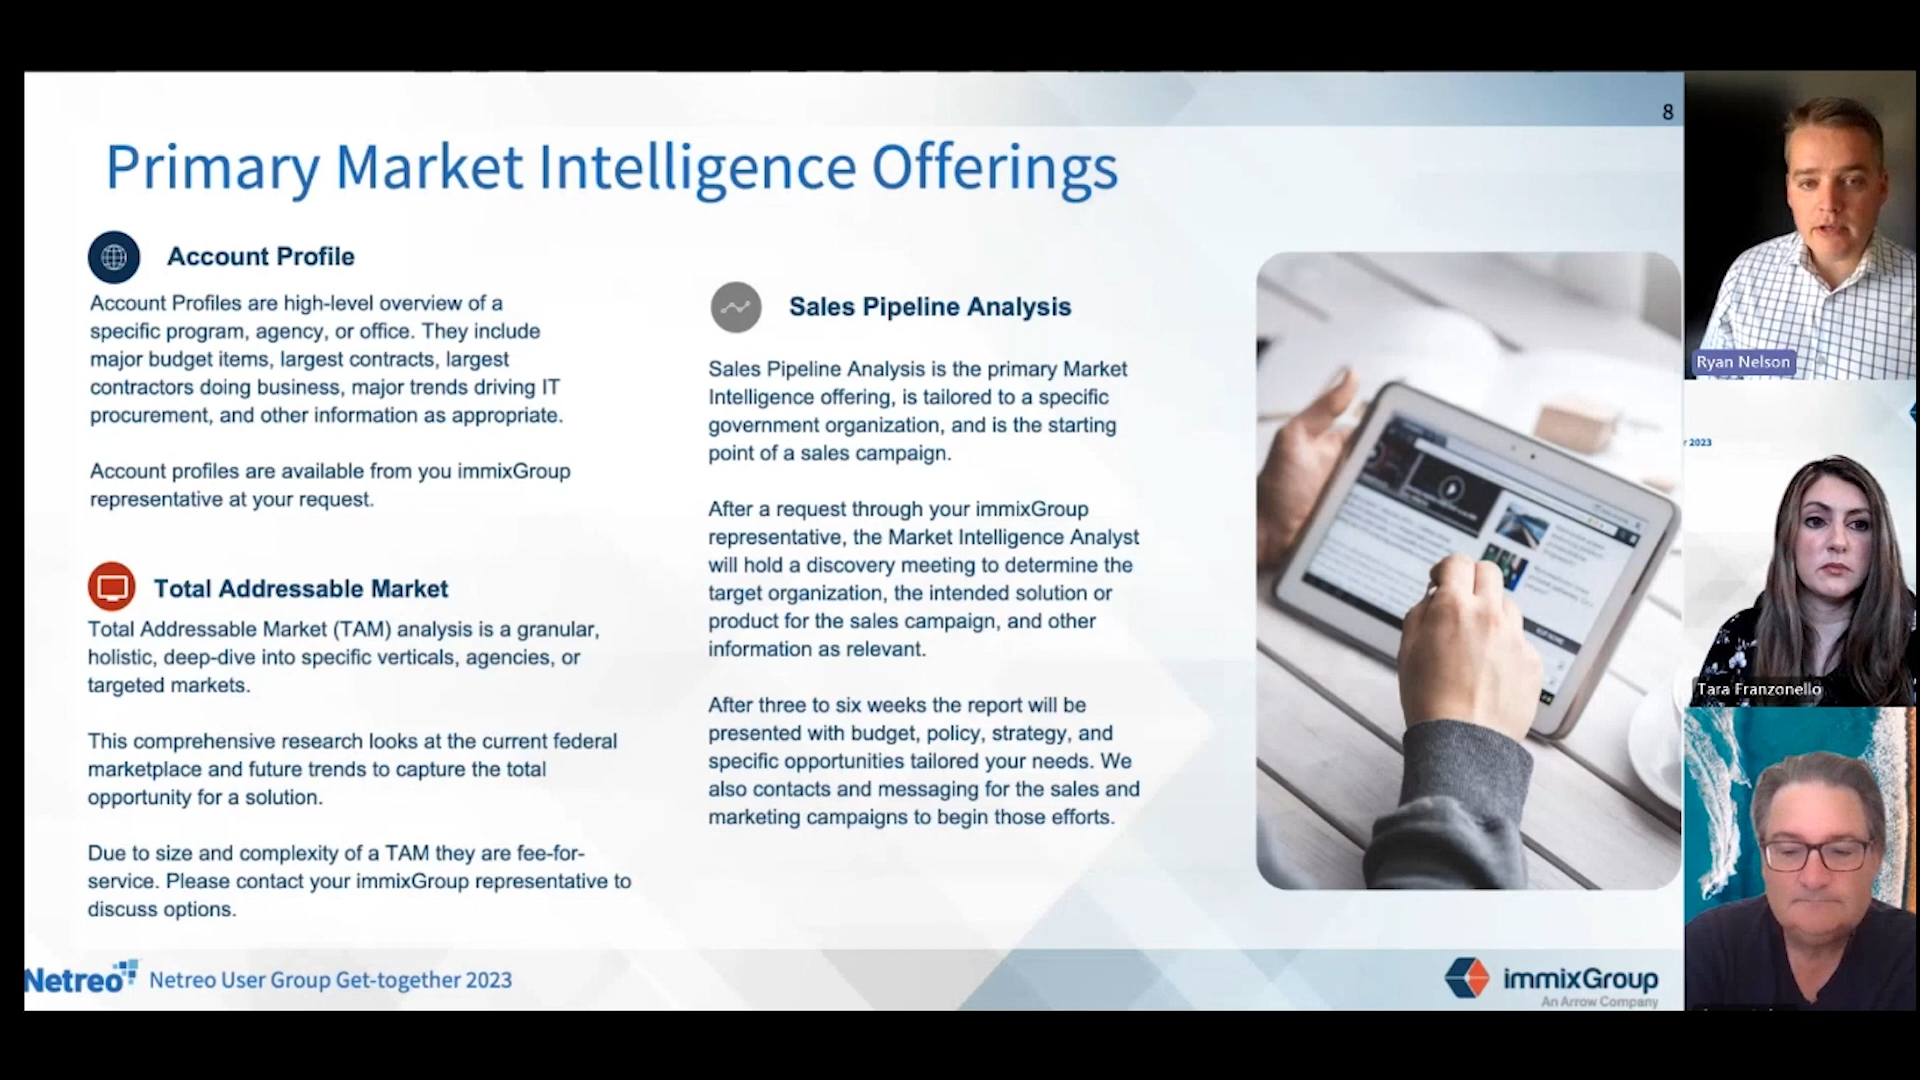 8
Primary Market Intelligence Offerings
Account Profile
Account Profiles are high-level overview of a
specific program, agency, or office. They include
major budget items, largest contracts, largest
contractors doing business, major trends driving IT
procurement, and other information as appropriate.
Account profiles are available from you immixGroup
representative at your request.
Total Addressable Market
Total Addressable Market (TAM) analysis is a granular,
holistic, deep-dive into specific verticals, agencies, or
targeted markets.
This comprehensive research looks at the current federal
marketplace and future trends to capture the total
opportunity for a solution.
Due to size and complexity of a TAM they are fee-for-
service. Please contact your immixGroup representative to
discuss options.
Sales Pipeline Analysis
Sales Pipeline Analysis is the primary Market
Intelligence offering, is tailored to a specific
government organization, and is the starting
point of a sales campaign.
After a request through your immixGroup
representative, the Market Intelligence Analyst
will hold a discovery meeting to determine the
target organization, the intended solution or
product for the sales campaign, and other
information as relevant.
After three to six weeks the report will be
presented with budget, policy, strategy, and
specific opportunities tailored your needs. We
also contacts and messaging for the sales and
marketing campaigns to begin those efforts.
Netreo
Netreo User Group Get-together 2023
immixGroup
An Arrow Company
Ryan Nelson
2023
Tara Franzonello